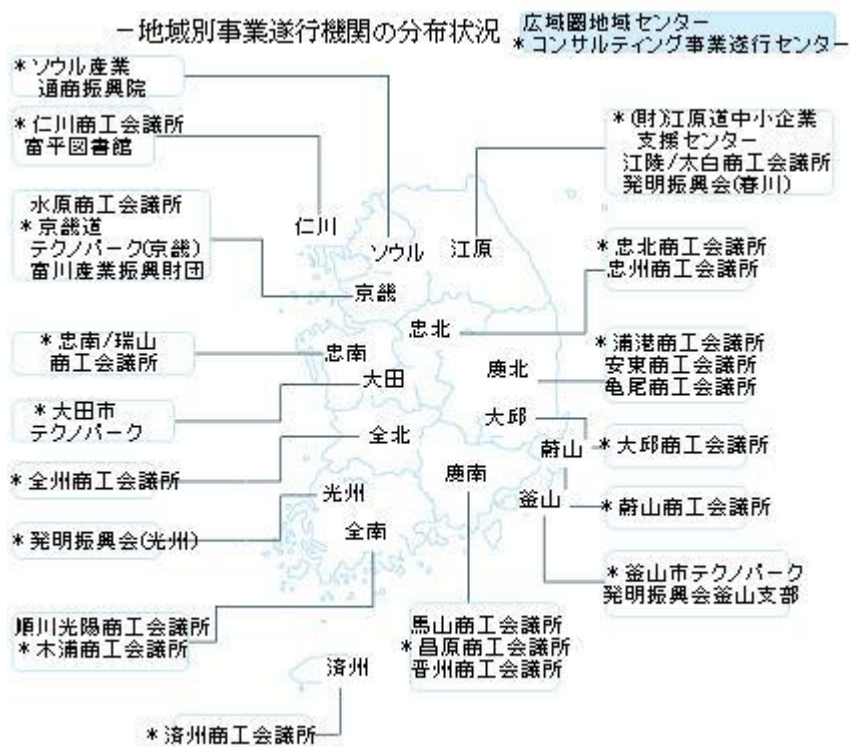 －地域別事業遂行機関の分布状況
広域圏地域センター
*コンサルティング事業遂行センター
*ソウル産業
通商振興院
*仁川商工会議所
富平図書館
水原商工会議所
*京畿道
テクノパーク(京畿)
富川産業振興財団
*忠南/瑞山
商工会議所
*大田市
テクノパーク
*全州商工会議所
*発明振興会(光州)
順川光陽商工会議所
*木浦商工会議所
*済州商工会議所
仁川
ソウル
江原
京畿
忠北
忠南
大田
慶北
大邱
全北
蔚山
慶南
光州
釜山
全南
済州
*(財)江原道中小企業
支援センター
江陵/太白商工会議所
発明振興会(春川)
*忠北商工会議所
忠州商工会議所
*浦港商工会議所
安東商工会議所
亀尾商工会議所
*大邱商工会議所
*蔚山商工会議所
*釜山市テクノパーク
発明振興会釜山支部
馬山商工会議所
*昌原商工会議所
晋州商工会議所